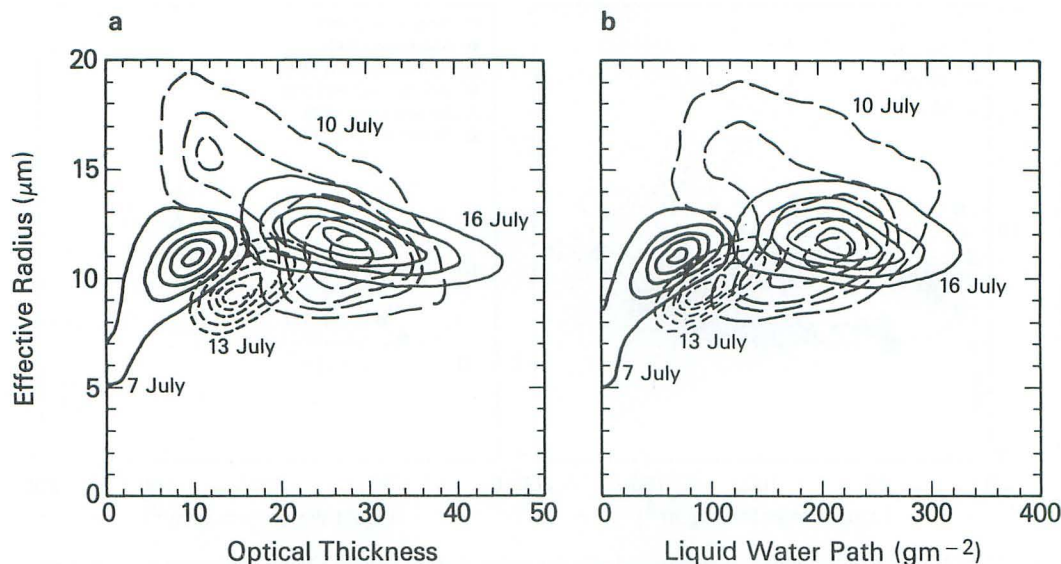 a
b
20
15
10
5
0
Effective Radius (μm)
10 July
16 July
13 July
7 July
0
10
20
30
40
50
Optical Thickness
10 July
16 July
13 July
7 July
0
100
200
300
400
Liquid Water Path (gm−2)